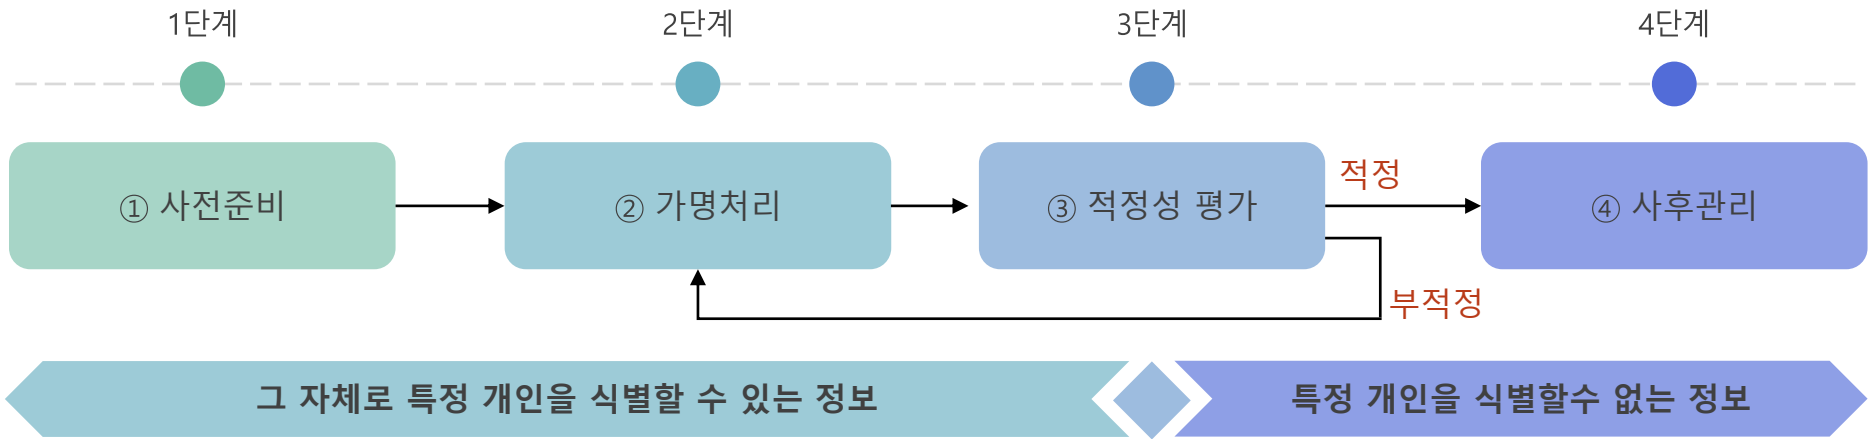 1단계
2단계
3단계
4단계
① 사전준비
② 가명처리
③ 적정성 평가
적정
④ 사후관리
부적정
그 자체로 특정 개인을 식별할 수 있는 정보
특정 개인을 식별할수 없는 정보